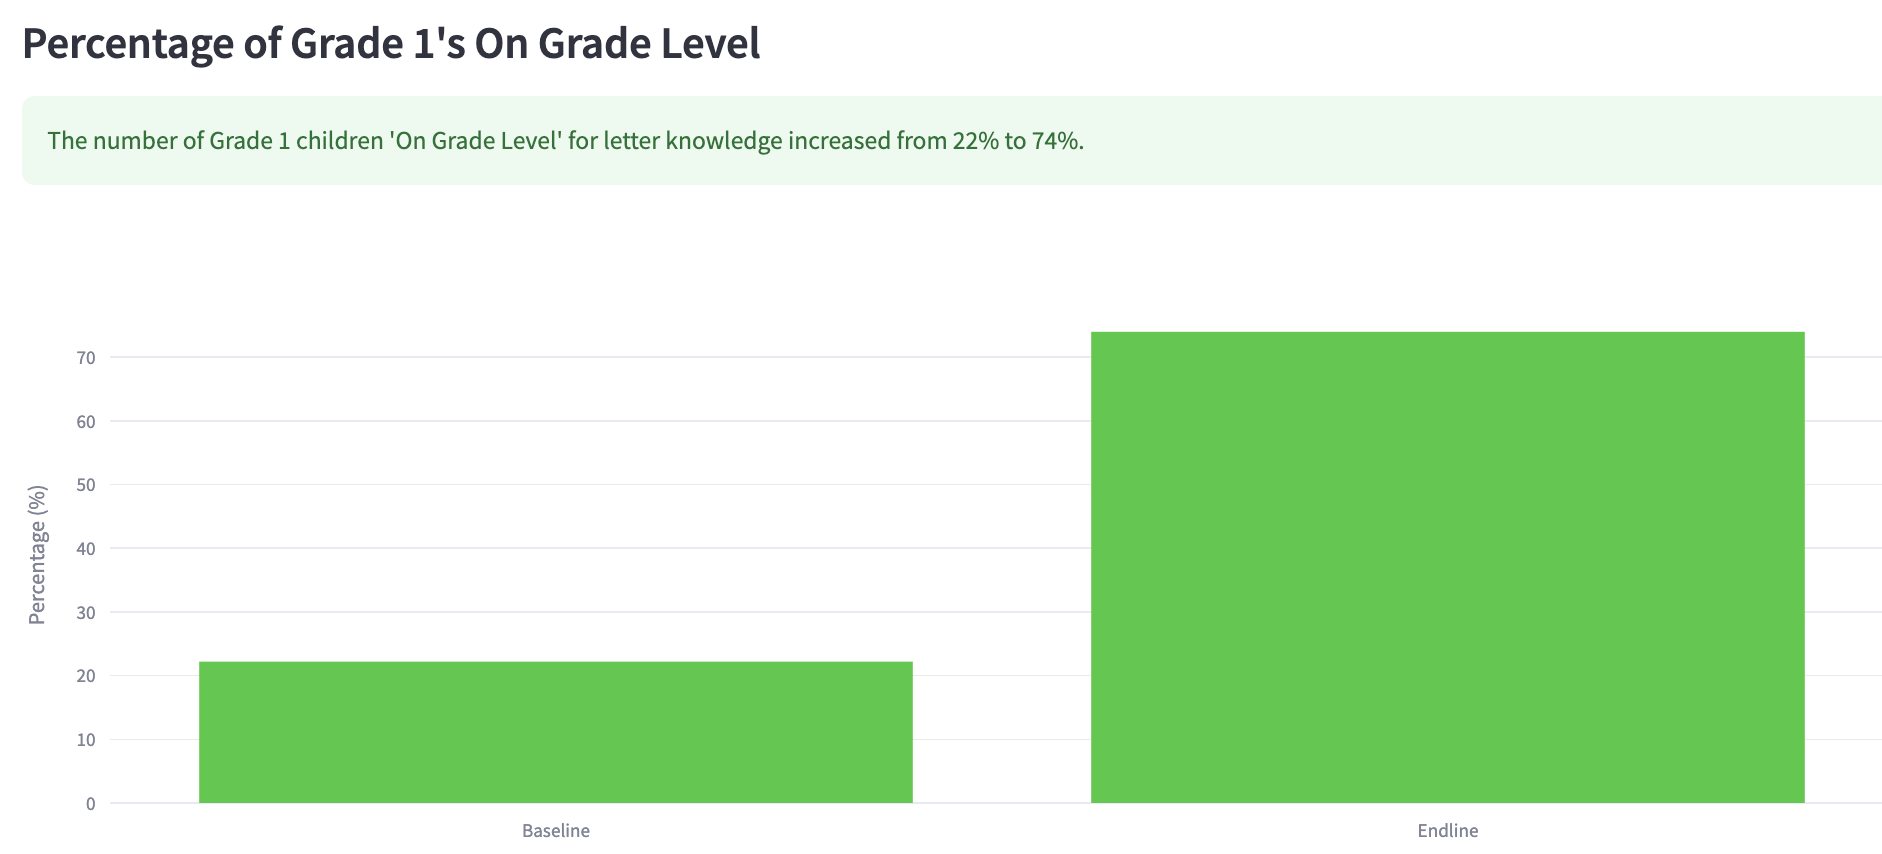 Percentage of Grade 1's On Grade Level
The number of Grade 1 children 'On Grade Level' for letter knowledge increased from 22% to 74%.
70
60
50
40
30
20
10
0
Percentage (%)
Baseline
Endline